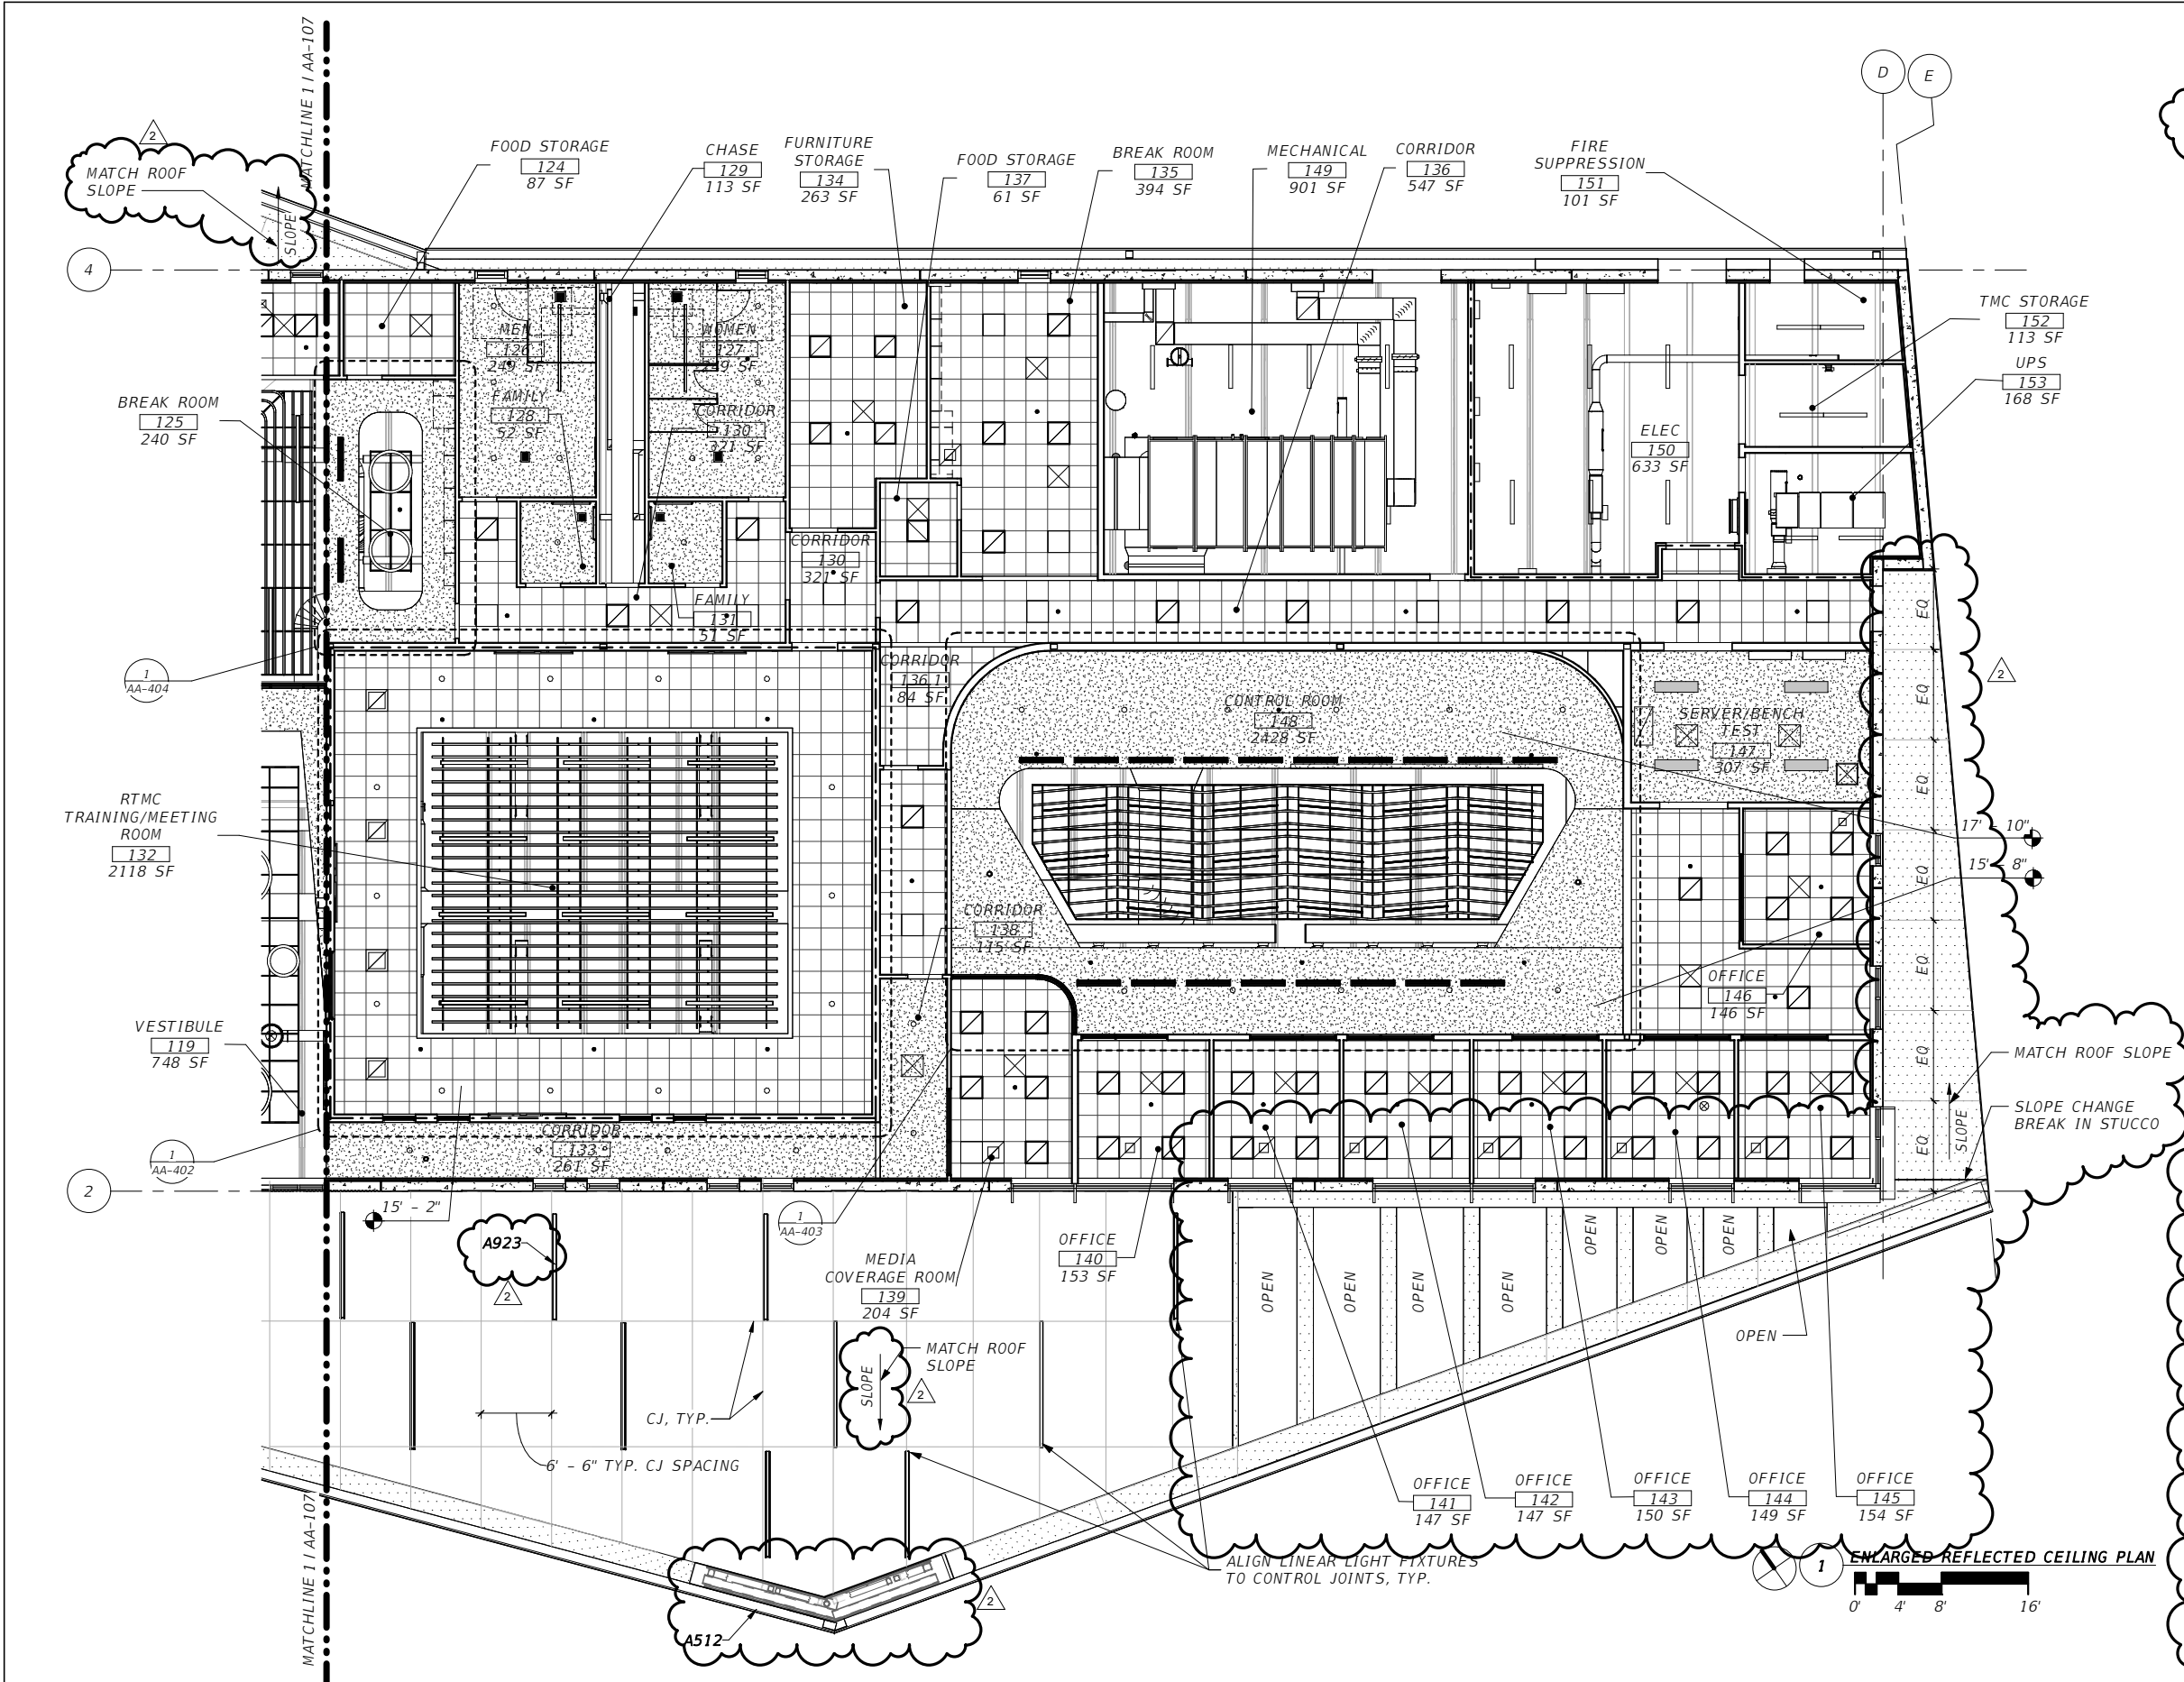 MATCHLINE 1 / AA-107
D
E
2
MATCH ROOF
SLOPE
SLOPE
FOOD STORAGE
124
87 SF
CHASE
129
113 SF
FURNITURE
STORAGE
134
263 SF
FOOD STORAGE
137
61 SF
BREAK ROOM
135
394 SF
MECHANICAL
149
901 SF
CORRIDOR
136
547 SF
FIRE
SUPPRESSION
151
101 SF
4
TMC STORAGE
152
113 SF
UPS
153
168 SF
MEN
126
249 SF
WOMEN
127
249 SF
BREAK ROOM
125
240 SF
FAMILY
128
52 SF
CORRIDOR
130
321 SF
ELEC
150
633 SF
CORRIDOR
130
321 SF
FAMILY
131
51 SF
1
AA-404
CORRIDOR
136.1
84 SF
CONTROL ROOM
148
2428 SF
SERVER/BENCH
TEST
147
307 SF
2
EQ
EQ
EQ
EQ
EQ
EQ
EQ
RTMC
TRAINING/MEETING
ROOM
132
2118 SF
17' - 10"
15' - 8"
CORRIDOR
138
115 SF
OFFICE
146
146 SF
VESTIBULE
119
748 SF
MATCH ROOF SLOPE
SLOPE
SLOPE CHANGE
BREAK IN STUCCO
CORRIDOR
133
261 SF
1
AA-402
2
15' - 2"
A923
2
1
AA-403
MEDIA
COVERAGE ROOM
139
204 SF
OFFICE
140
153 SF
OPEN
OPEN
OPEN
OPEN
OPEN
OPEN
OPEN
OPEN
MATCH ROOF
SLOPE
SLOPE
2
CJ, TYP.
6' - 6" TYP. CJ SPACING
OFFICE
141
147 SF
OFFICE
142
147 SF
OFFICE
143
150 SF
OFFICE
144
149 SF
OFFICE
145
154 SF
MATCHLINE 1 / AA-107
ALIGN LINEAR LIGHT FIXTURES
TO CONTROL JOINTS, TYP.
2
A512
1
ENLARGED REFLECTED CEILING PLAN
0' 4' 8' 16'